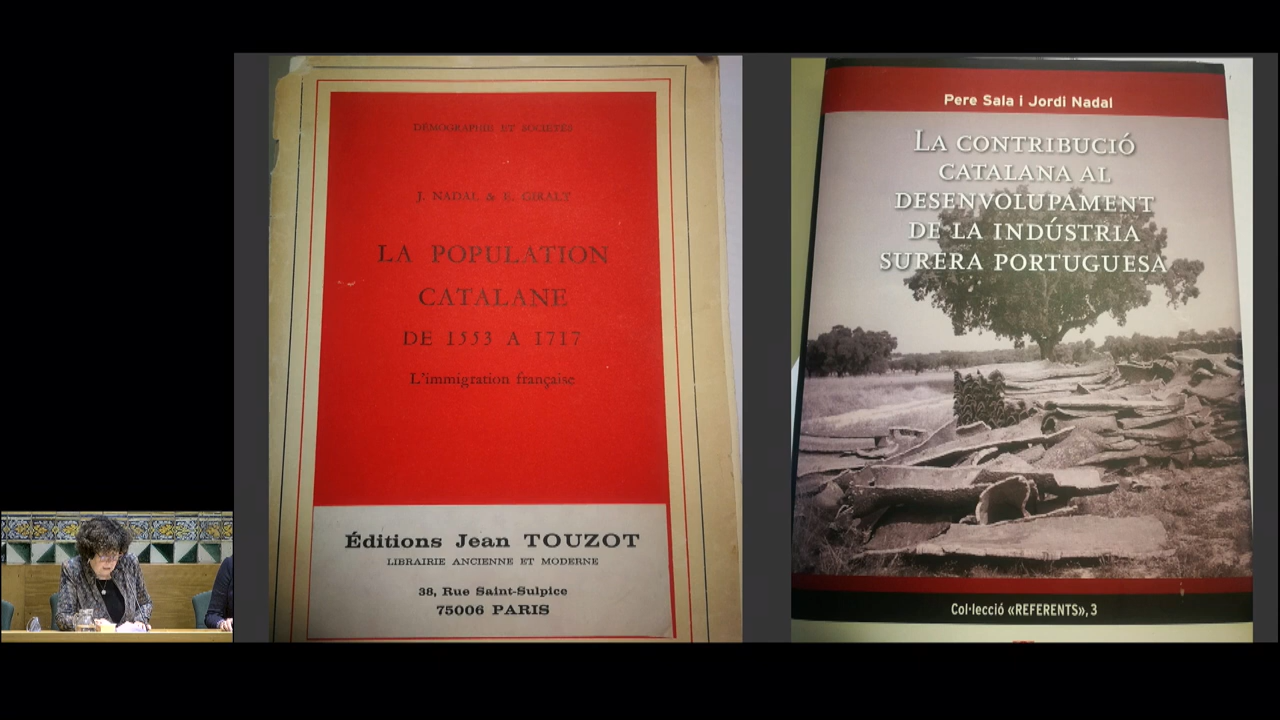 DÉMOGRAPHIE ET SOCIÉTÉS
J. NADAL & E. GIRALT
LA POPULATION
CATALANE
DE 1553 A 1717
L'immigration française
Éditions Jean TOUZOT
LIBRAIRIE ANCIENNE ET MODERNE
38, Rue Saint-Sulpice
75006 PARIS
Pere Sala i Jordi Nadal
LA CONTRIBUCIÓ
CATALANA AL
DESENVOLUPAMENT
DE LA INDÚSTRIA
SURERA PORTUGUESA
Col·lecció «REFERENTS», 3